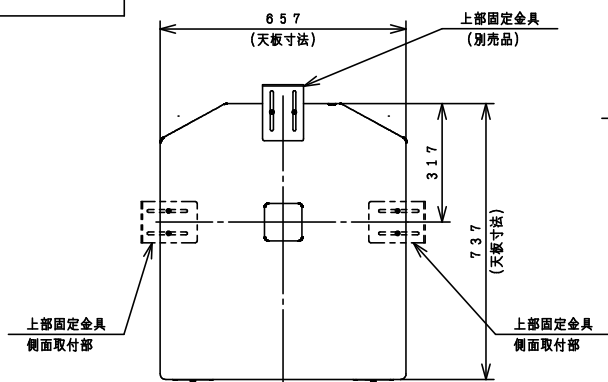 657
(天板寸法)
上部固定金具
(別売品)
317
737
(天板寸法)
上部固定金具
側面取付部
上部固定金具
側面取付部